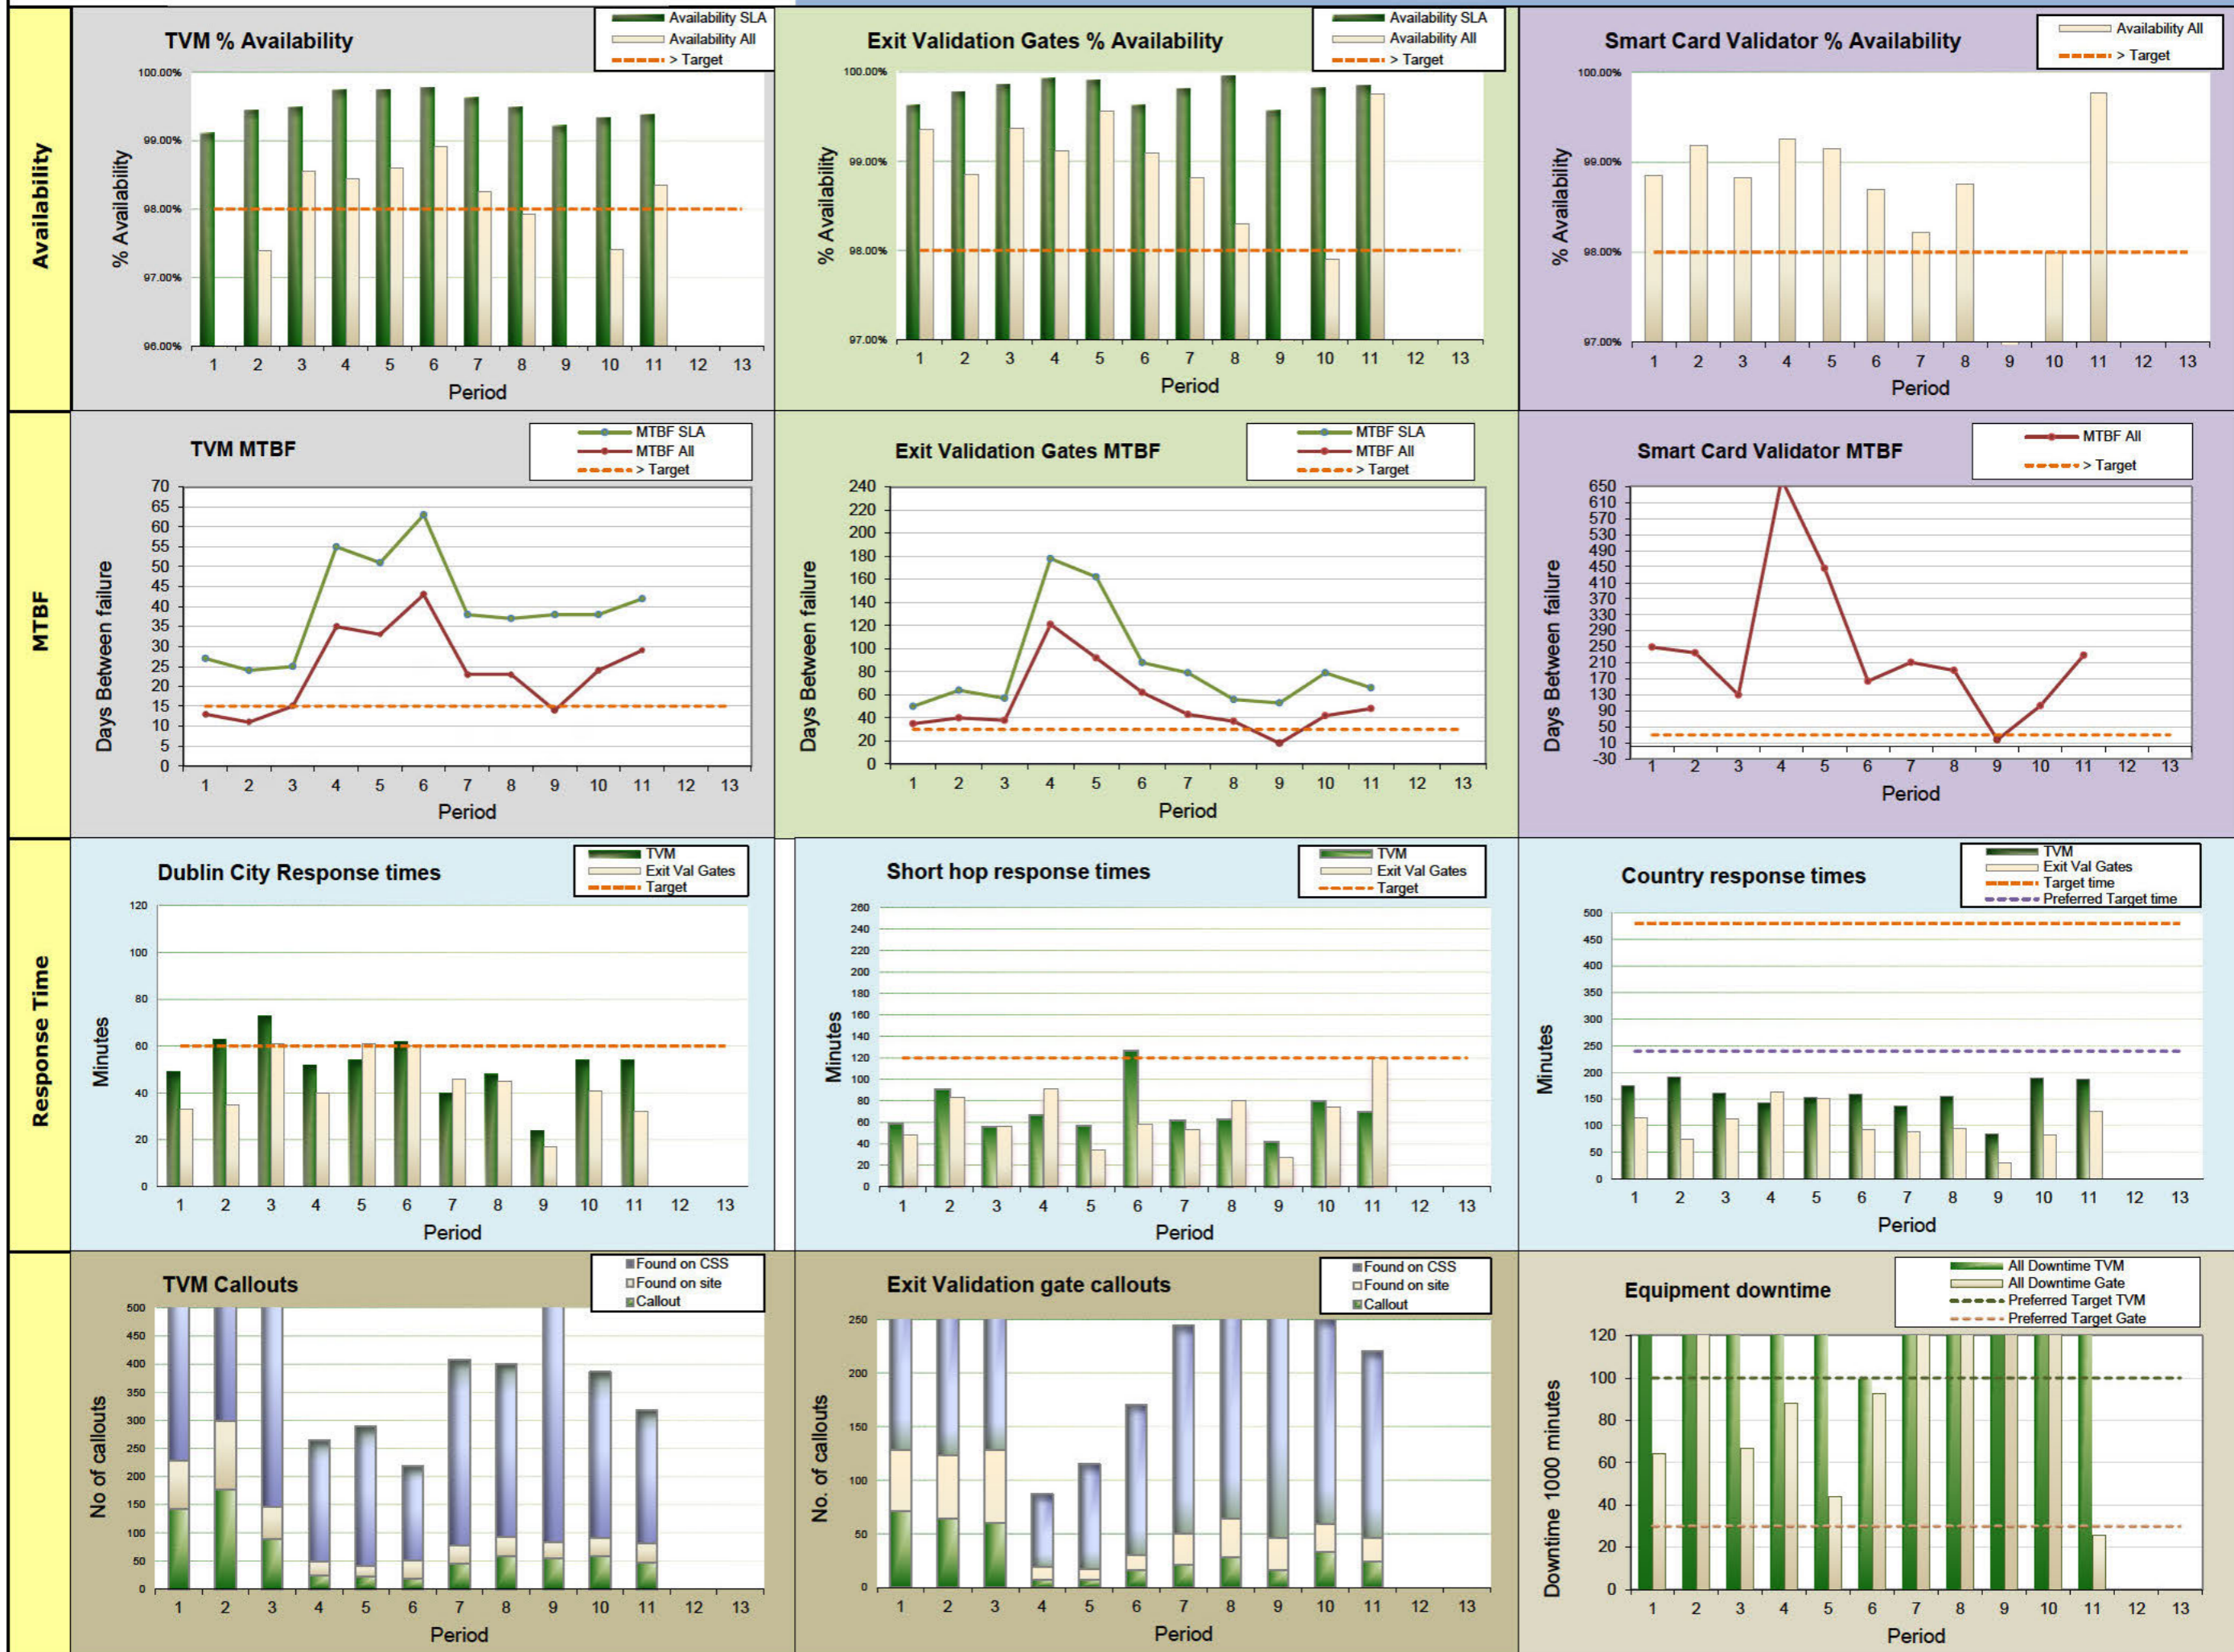 Availability
TVM % Availability
Availability SLA
Availability All
> Target
% Availability
100.00%
99.00%
98.00%
97.00%
96.00%
1 2 3 4 5 6 7 8 9 10 11 12 13
Period
Exit Validation Gates % Availability
Availability SLA
Availability All
> Target
% Availability
100.00%
99.00%
98.00%
97.00%
1 2 3 4 5 6 7 8 9 10 11 12 13
Period
Smart Card Validator % Availability
Availability All
> Target
% Availability
100.00%
99.00%
98.00%
97.00%
1 2 3 4 5 6 7 8 9 10 11 12 13
Period
MTBF
TVM MTBF
MTBF SLA
MTBF All
> Target
Days Between failure
70
65
60
55
50
45
40
35
30
25
20
15
10
5
0
1 2 3 4 5 6 7 8 9 10 11 12 13
Period
Exit Validation Gates MTBF
MTBF SLA
MTBF All
> Target
Days Between failure
240
220
200
180
160
140
120
100
80
60
40
20
0
1 2 3 4 5 6 7 8 9 10 11 12 13
Period
Smart Card Validator MTBF
MTBF All
> Target
Days Between failure
650
610
570
530
490
450
410
370
330
290
250
210
170
130
90
50
10
-30
1 2 3 4 5 6 7 8 9 10 11 12 13
Period
Response Time
Dublin City Response times
TVM
Exit Val Gates
Target
Minutes
120
100
80
60
40
20
0
1 2 3 4 5 6 7 8 9 10 11 12 13
Period
Short hop response times
TVM
Exit Val Gates
Target
Minutes
260
240
220
200
180
160
140
120
100
80
60
40
20
0
1 2 3 4 5 6 7 8 9 10 11 12 13
Period
Country response times
TVM
Exit Val Gates
Target time
Preferred Target time
Minutes
500
450
400
350
300
250
200
150
100
50
0
1 2 3 4 5 6 7 8 9 10 11 12 13
Period
TVM Callouts
Found on CSS
Found on site
Callout
No of callouts
500
450
400
350
300
250
200
150
100
50
0
1 2 3 4 5 6 7 8 9 10 11 12 13
Period
Exit Validation gate callouts
Found on CSS
Found on site
Callout
No. of callouts
250
200
150
100
50
0
1 2 3 4 5 6 7 8 9 10 11 12 13
Period
Equipment downtime
All Downtime TVM
All Downtime Gate
Preferred Target TVM
Preferred Target Gate
Downtime 1000 minutes
120
100
80
60
40
20
0
1 2 3 4 5 6 7 8 9 10 11 12 13
Period